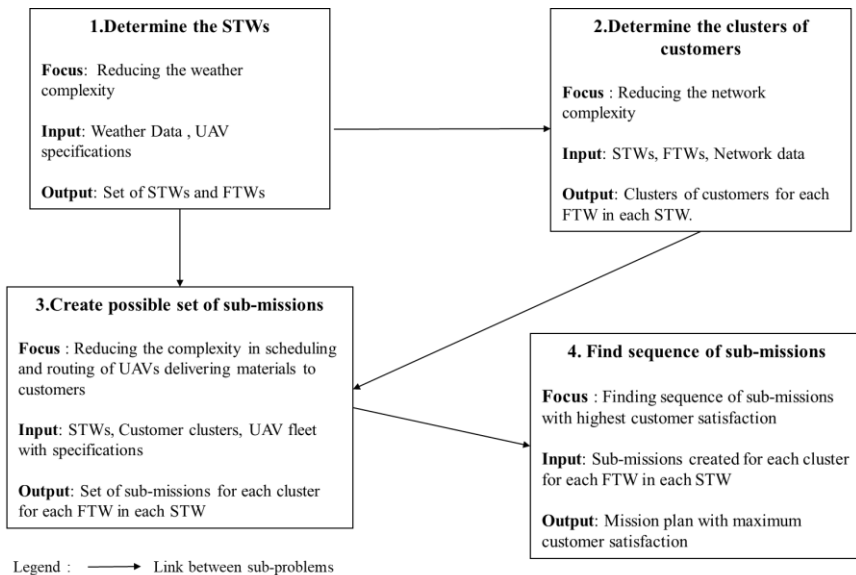 1.Determine the STWs
Focus:  Reducing the weather
complexity
Input: Weather Data , UAV
specifications
Output: Set of STWs and FTWs
2.Determine the clusters of
customers
Focus : Reducing the network
complexity
Input: STWs, FTWs, Network data
Output: Clusters of customers for each
FTW in each STW.
3.Create possible set of sub-missions
Focus : Reducing the complexity in scheduling
and routing of UAVs delivering materials to
customers
Input: STWs, Customer clusters, UAV fleet
with specifications
Output: Set of sub-missions for each cluster
for each FTW in each STW
4. Find sequence of sub-missions
Focus : Finding sequence of sub-missions
with highest customer satisfaction
Input: Sub-missions created for each cluster
for each FTW in each STW
Output: Mission plan with maximum
customer satisfaction
Legend : Link between sub-problems